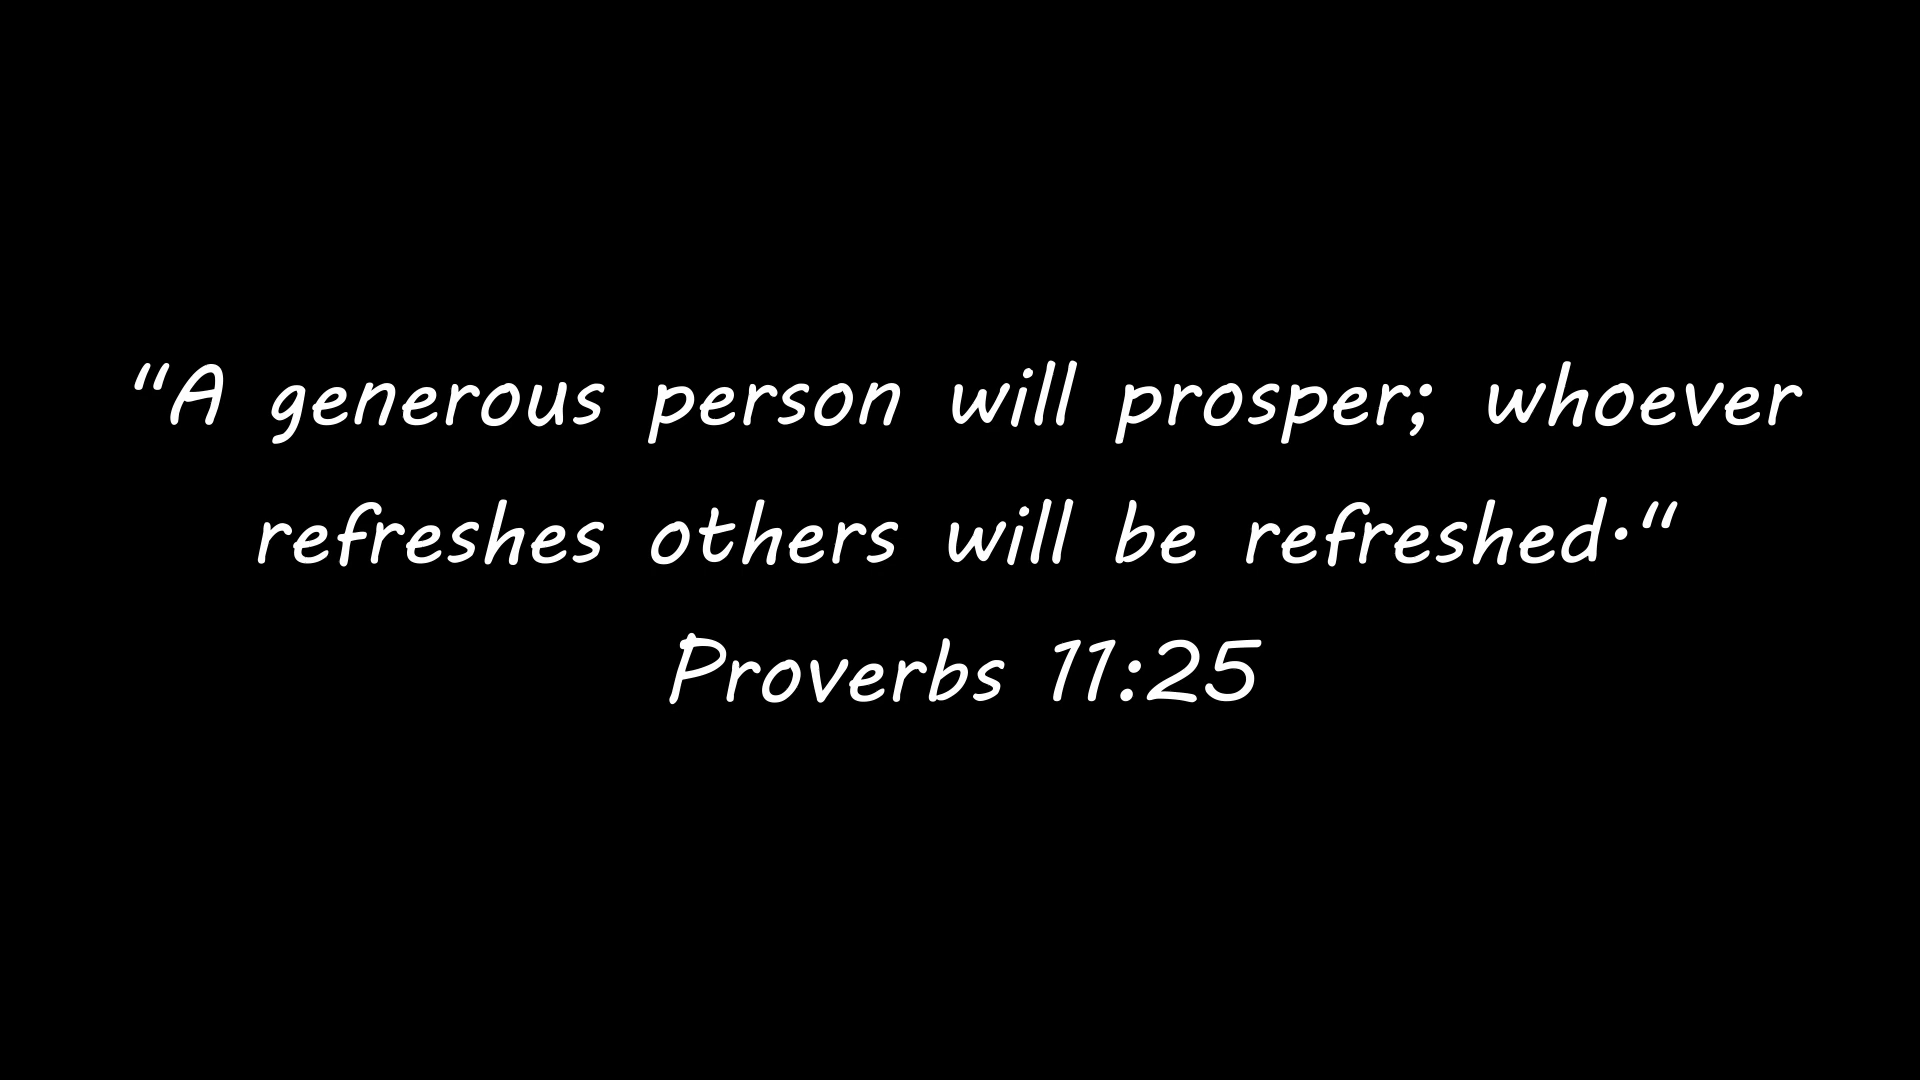 “A generous person will prosper; whoever
refreshes others will be refreshed.“
Proverbs 11:25